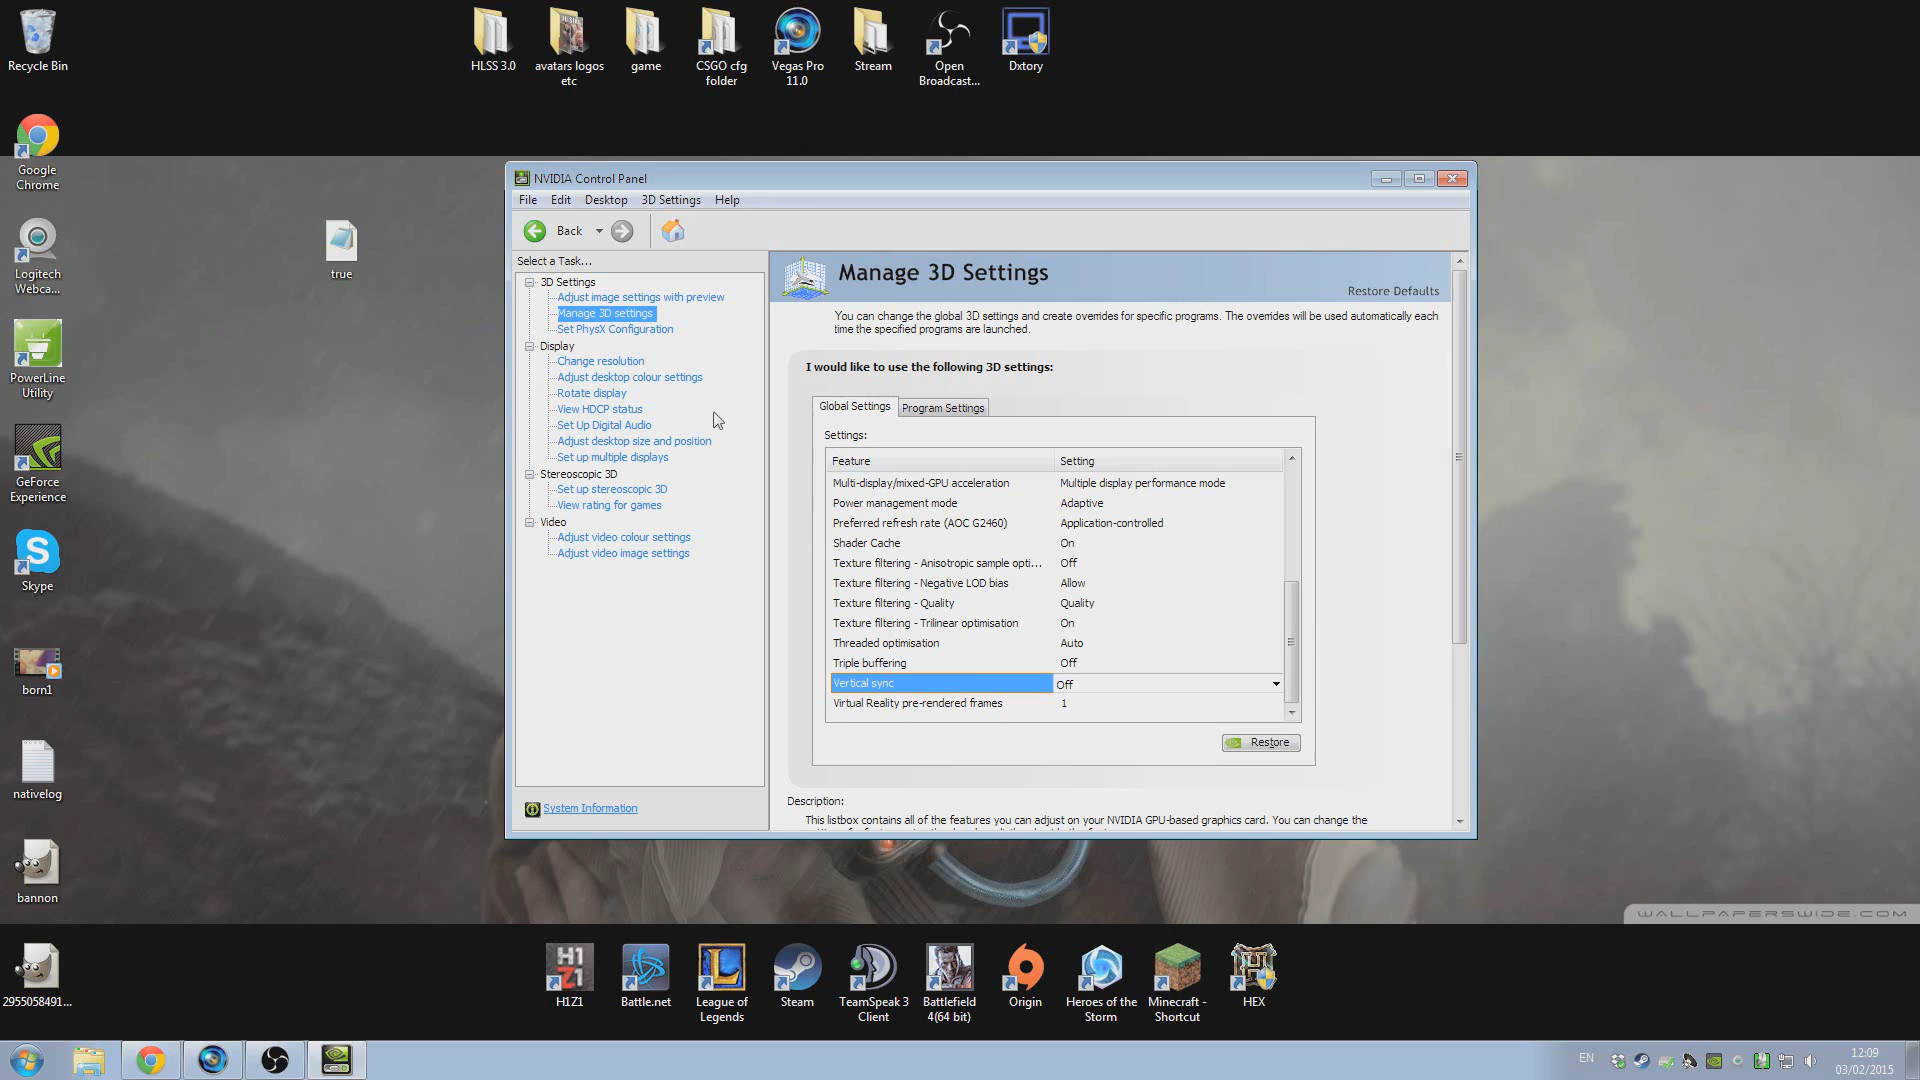 Recycle Bin
HLSS 3.0
avatars logos
etc
game
CSGO cfg
folder
Vegas Pro
11.0
Stream
Open
Broadcast...
Dxtory
Google
Chrome
Logitech
Webca...
true
PowerLine
Utility
GeForce
Experience
Skype
born1
nativelog
bannon
2955058491...
NVIDIA Control Panel
File Edit Desktop 3D Settings Help
Back
Select a Task...
3D Settings
Adjust image settings with preview
Manage 3D settings
Set PhysX Configuration
Display
Change resolution
Adjust desktop colour settings
Rotate display
View HDCP status
Set Up Digital Audio
Adjust desktop size and position
Set up multiple displays
Stereoscopic 3D
Set up stereoscopic 3D
View rating for games
Video
Adjust video colour settings
Adjust video image settings
System Information
Manage 3D Settings
Restore Defaults
You can change the global 3D settings and create overrides for specific programs. The overrides will be used automatically each
time the specified programs are launched.
I would like to use the following 3D settings:
Global Settings Program Settings
Settings:
Feature Setting
Multi-display/mixed-GPU acceleration Multiple display performance mode
Power management mode Adaptive
Preferred refresh rate (AOC G2460) Application-controlled
Shader Cache On
Texture filtering - Anisotropic sample opti... Off
Texture filtering - Negative LOD bias Allow
Texture filtering - Quality Quality
Texture filtering - Trilinear optimisation On
Threaded optimisation Auto
Triple buffering Off
Vertical sync Off
Virtual Reality pre-rendered frames 1
Restore
Description:
This listbox contains all of the features you can adjust on your NVIDIA GPU-based graphics card. You can change the
WALLPAPERSWIDE.COM
H1
Z1
H1Z1
Battle.net
League of
Legends
Steam
TeamSpeak 3
Client
Battlefield
4(64 bit)
Origin
Heroes of the
Storm
Minecraft -
Shortcut
HEX
EN
12:09
03/02/2015